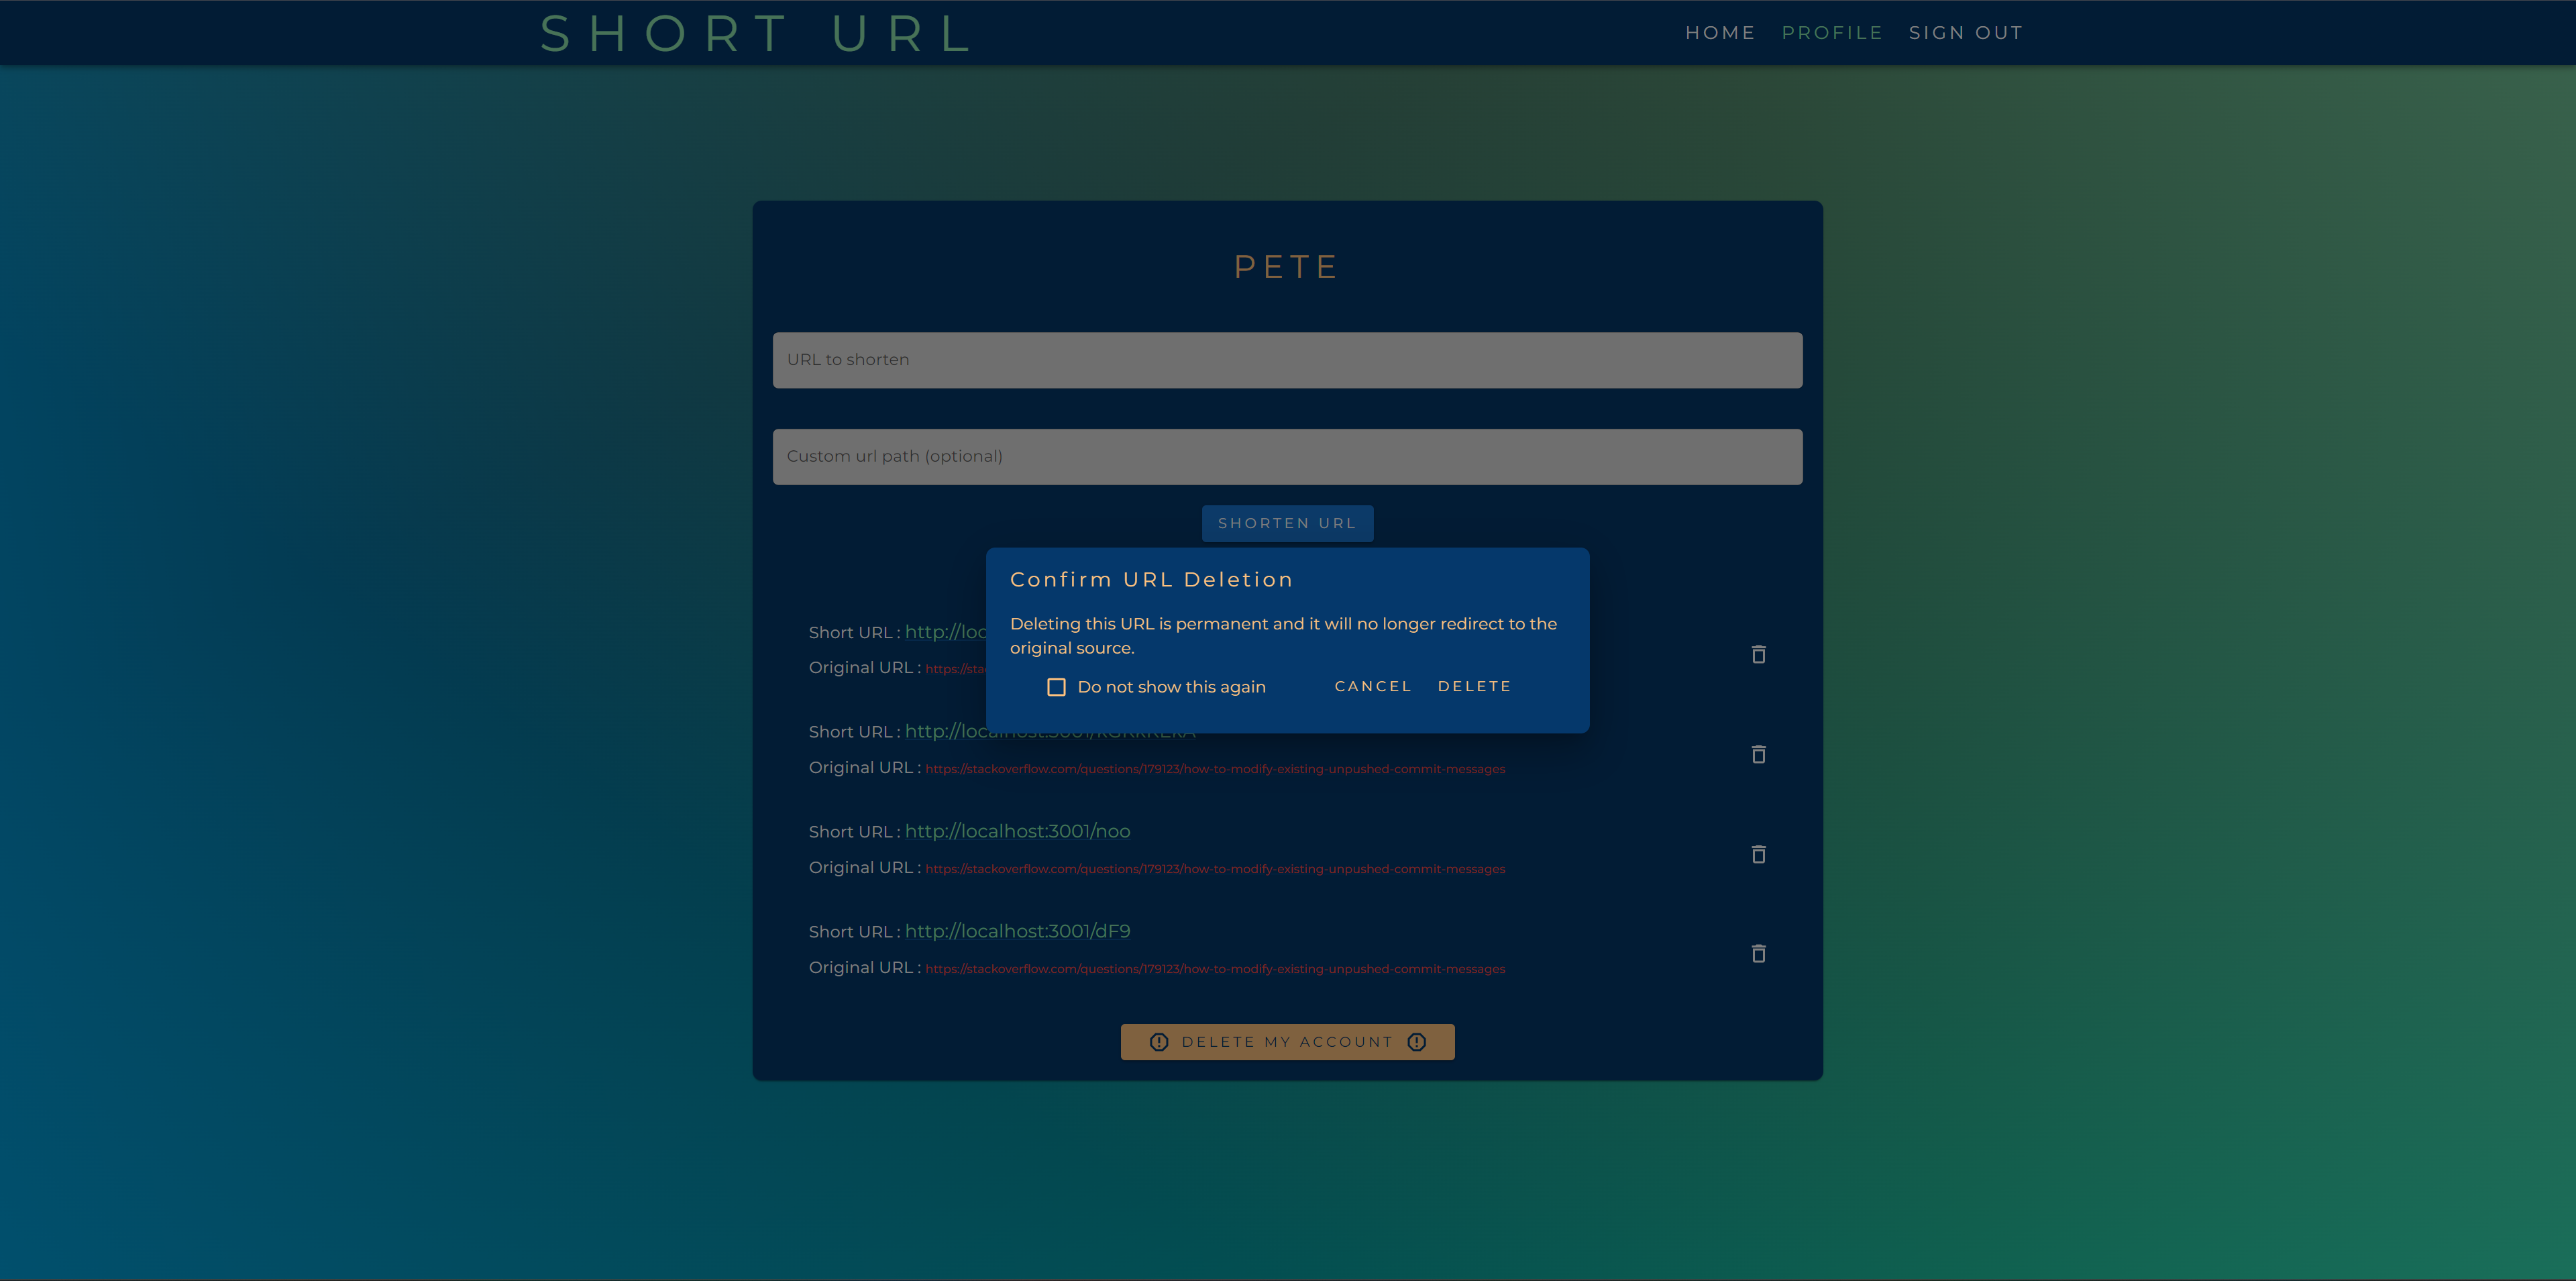 SHORT URL
HOME PROFILE SIGN OUT
PETE
URL to shorten
Custom url path (optional)
SHORTEN URL
Confirm URL Deletion
Deleting this URL is permanent and it will no longer redirect to the
original source.
Do not show this again CANCEL DELETE
Short URL : http://loc
Original URL : https://sta
Short URL :
Original URL : https://stackoverflow.com/questions/179123/how-to-modify-existing-unpushed-commit-messages
Short URL : http://localhost:3001/noo
Original URL : https://stackoverflow.com/questions/179123/how-to-modify-existing-unpushed-commit-messages
Short URL : http://localhost:3001/dF9
Original URL : https://stackoverflow.com/questions/179123/how-to-modify-existing-unpushed-commit-messages
DELETE MY ACCOUNT